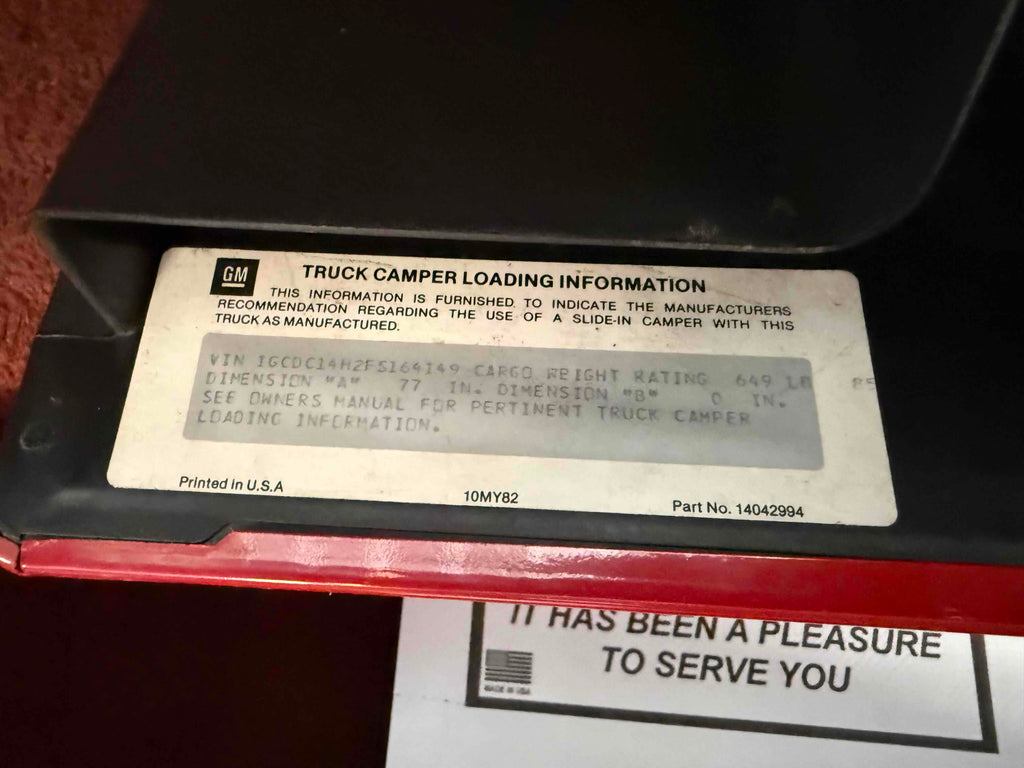 GM
TRUCK CAMPER LOADING INFORMATION
THIS INFORMATION IS FURNISHED TO INDICATE THE MANUFACTURERS
RECOMMENDATION REGARDING THE USE OF A SLIDE-IN CAMPER WITH THIS
TRUCK AS MANUFACTURED.
VIN 1GCDC14H2FS164149 CARGO WEIGHT RATING 649 LB
DIMENSION "A" 77 IN. DIMENSION "B" 0 IN.
SEE OWNERS MANUAL FOR PERTINENT TRUCK CAMPER
LOADING INFORMATION.
Printed in U.S.A
10MY82
Part No. 14042994
IT HAS BEEN A PLEASURE
TO SERVE YOU
MADE IN USA